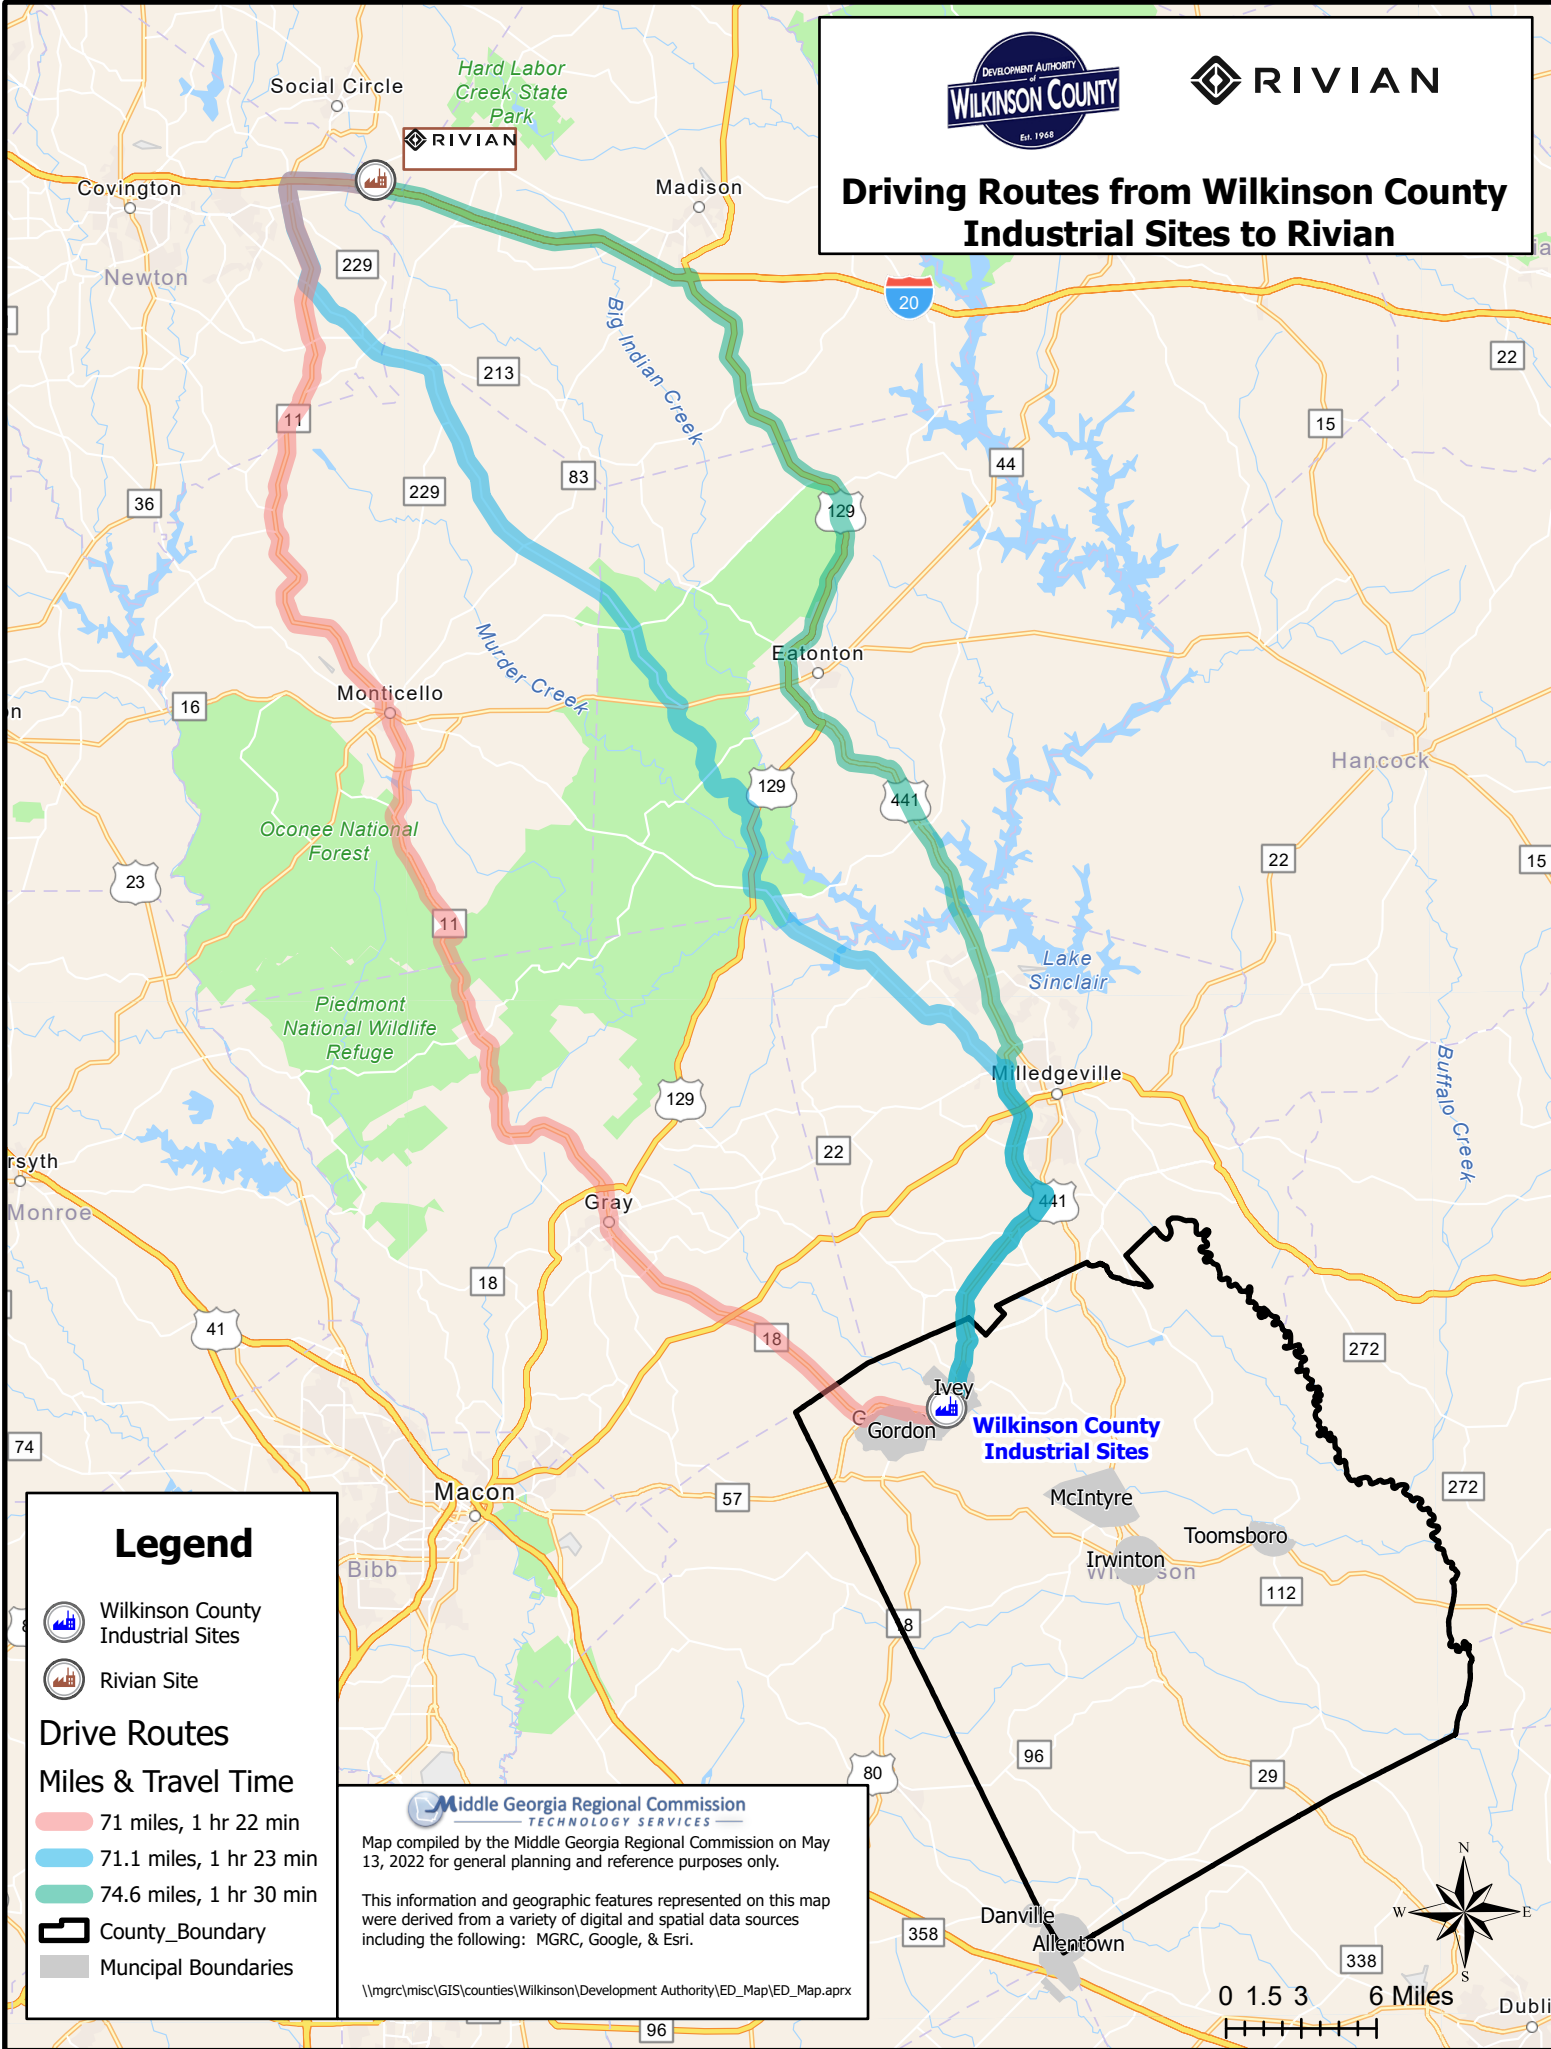 DEVELOPMENT AUTHORITY
of
WILKINSON COUNTY
Est. 1968
RIVIAN
Driving Routes from Wilkinson County
Industrial Sites to Rivian
Social Circle
Hard Labor
Creek State
Park
RIVIAN
Covington
Madison
Newton
229
20
Big Indian Creek
213
22
11
15
44
83
229
36
129
Murder Creek
Eatonton
Monticello
16
Hancock
129
441
Oconee National
Forest
23
22
15
11
Lake
Sinclair
Piedmont
National Wildlife
Refuge
Milledgeville
Buffalo Creek
129
22
rsyth
Monroe
Gray
441
18
41
18
272
Ivey
G
Gordon
Wilkinson County
Industrial Sites
74
Macon
57
McIntyre
272
Toomsboro
Irwinton
Wi son
Bibb
112
18
96
80
29
Danville
Allentown
358
338
Dubli
96
Legend
Wilkinson County
Industrial Sites
Rivian Site
Drive Routes
Miles & Travel Time
71 miles, 1 hr 22 min
71.1 miles, 1 hr 23 min
74.6 miles, 1 hr 30 min
County_Boundary
Muncipal Boundaries
Middle Georgia Regional Commission
TECHNOLOGY SERVICES
Map compiled by the Middle Georgia Regional Commission on May
13, 2022 for general planning and reference purposes only.
This information and geographic features represented on this map
were derived from a variety of digital and spatial data sources
including the following: MGRC, Google, & Esri.
\\mgrc\misc\GIS\counties\Wilkinson\Development Authority\ED_Map\ED_Map.aprx
N
W
E
S
0 1.5 3 6 Miles